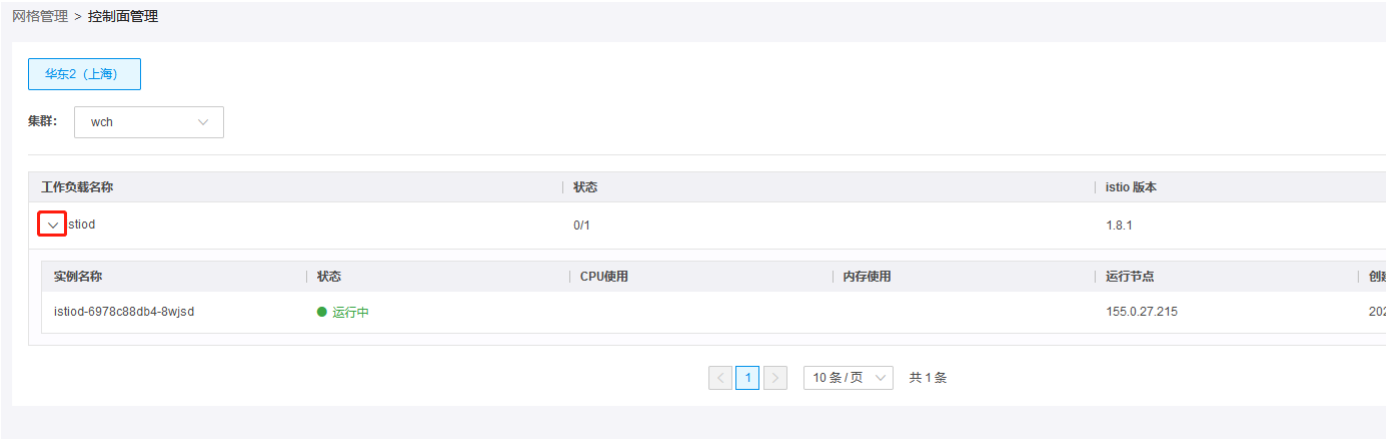 网格管理 > 控制面管理
华东2（上海）
集群： wch
工作负载名称 状态 istio 版本
stiod 0/1 1.8.1
实例名称 状态 CPU使用 内存使用 运行节点
istiod-6978c88db4-8wjsd 运行中 155.0.27.215 202
1 10 条 / 页 共 1 条